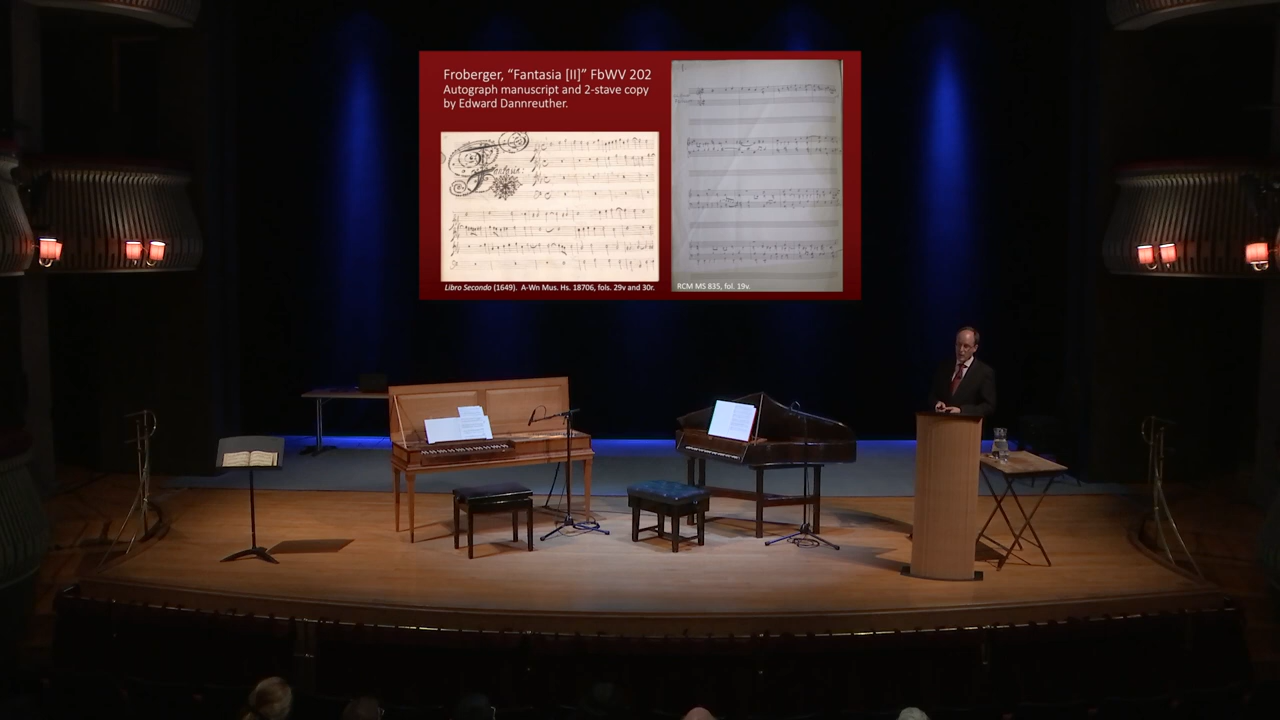 Froberger, “Fantasia [II]” FbWV 202
Autograph manuscript and 2-stave copy
by Edward Dannreuther.
Fantasia:
Libro Secondo (1649). A-Wn Mus. Hs. 18706, fols. 29v and 30r.
RCM MS 835, fol. 19v.